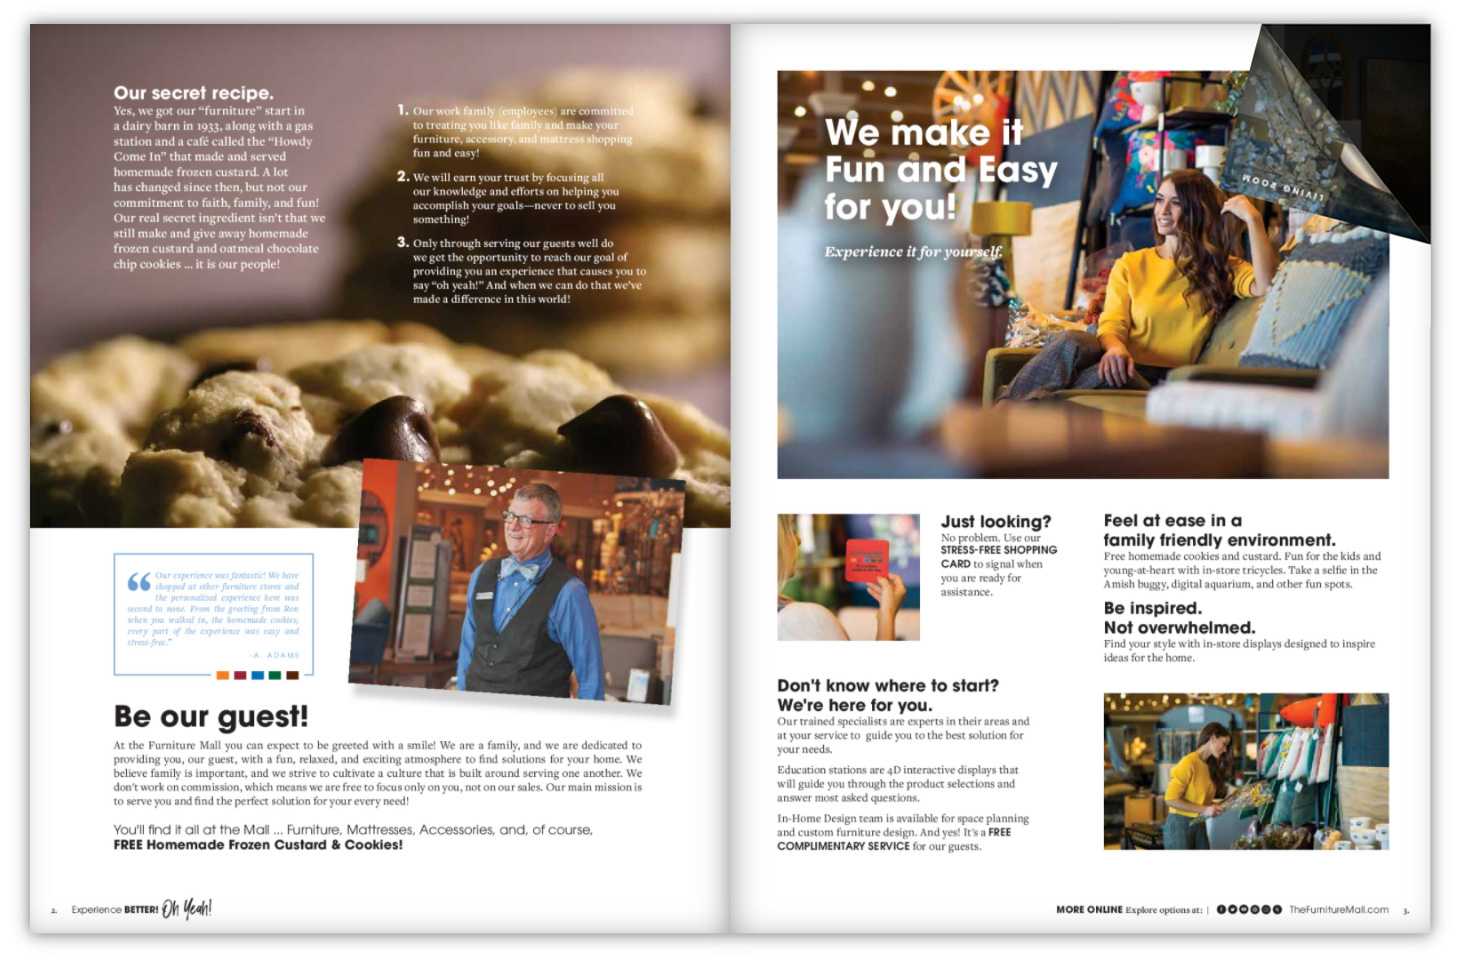 Our secret recipe.
Yes, we got our “furniture” start in
a dairy barn in 1933, along with a gas
station and a café called the “Howdy
Come In” that made and served
homemade frozen custard. A lot
has changed since then, but not our
commitment to faith, family, and fun!
Our real secret ingredient isn't that we
still make and give away homemade
frozen custard and oatmeal chocolate
chip cookies ... it is our people!
1. Our work family (employees) are committed
to treating you like family and make your
furniture, accessory, and mattress shopping
fun and easy!
2. We will earn your trust by focusing all
our knowledge and efforts on helping you
accomplish your goals—never to sell you
something!
3. Only through serving our guests well do
we get the opportunity to reach our goal of
providing you an experience that causes you to
say “oh yeah!” And when we can do that we've
made a difference in this world!
“ Our experience was fantastic! We have
shopped at other furniture stores and
the personalized experience here was
second to none. From the greeting from Ron
when you walked in, the homemade cookies,
every part of the experience was easy and
stress-free.”
-A. ADAMS
Be our guest!
At the Furniture Mall you can expect to be greeted with a smile! We are a family, and we are dedicated to
providing you, our guest, with a fun, relaxed, and exciting atmosphere to find solutions for your home. We
believe family is important, and we strive to cultivate a culture that is built around serving one another. We
don't work on commission, which means we are free to focus only on you, not on our sales. Our main mission is
to serve you and find the perfect solution for your every need!
You'll find it all at the Mall ... Furniture, Mattresses, Accessories, and, of course,
FREE Homemade Frozen Custard & Cookies!
2. Experience BETTER! Oh Yeah!
We make it
Fun and Easy
for you!
Experience it for yourself.
LIVING ROOM
Just looking?
No problem. Use our
STRESS-FREE SHOPPING
CARD to signal when
you are ready for
assistance.
Feel at ease in a
family friendly environment.
Free homemade cookies and custard. Fun for the kids and
young-at-heart with in-store tricycles. Take a selfie in the
Amish buggy, digital aquarium, and other fun spots.
Be inspired.
Not overwhelmed.
Find your style with in-store displays designed to inspire
ideas for the home.
Don't know where to start?
We're here for you.
Our trained specialists are experts in their areas and
at your service to guide you to the best solution for
your needs.
Education stations are 4D interactive displays that
will guide you through the product selections and
answer most asked questions.
In-Home Design team is available for space planning
and custom furniture design. And yes! It's a FREE
COMPLIMENTARY SERVICE for our guests.
MORE ONLINE Explore options at: | TheFurnitureMall.com 3.